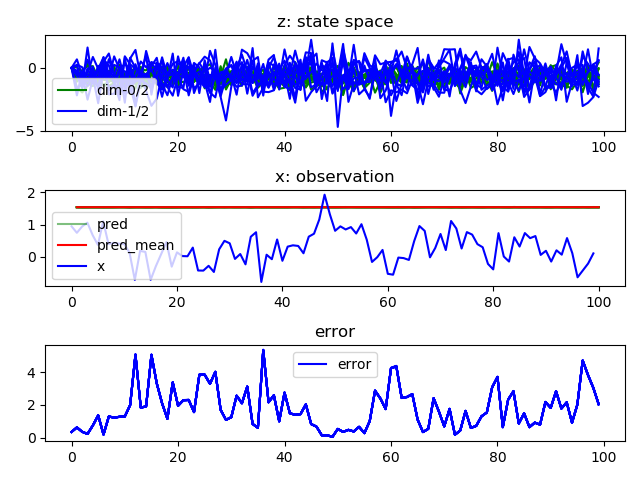 z: state space
0
−5
dim-0/2
dim-1/2
0 20 40 60 80 100
x: observation
2
1
0
pred
pred_mean
x
0 20 40 60 80 100
error
4
2
0
error
0 20 40 60 80 100